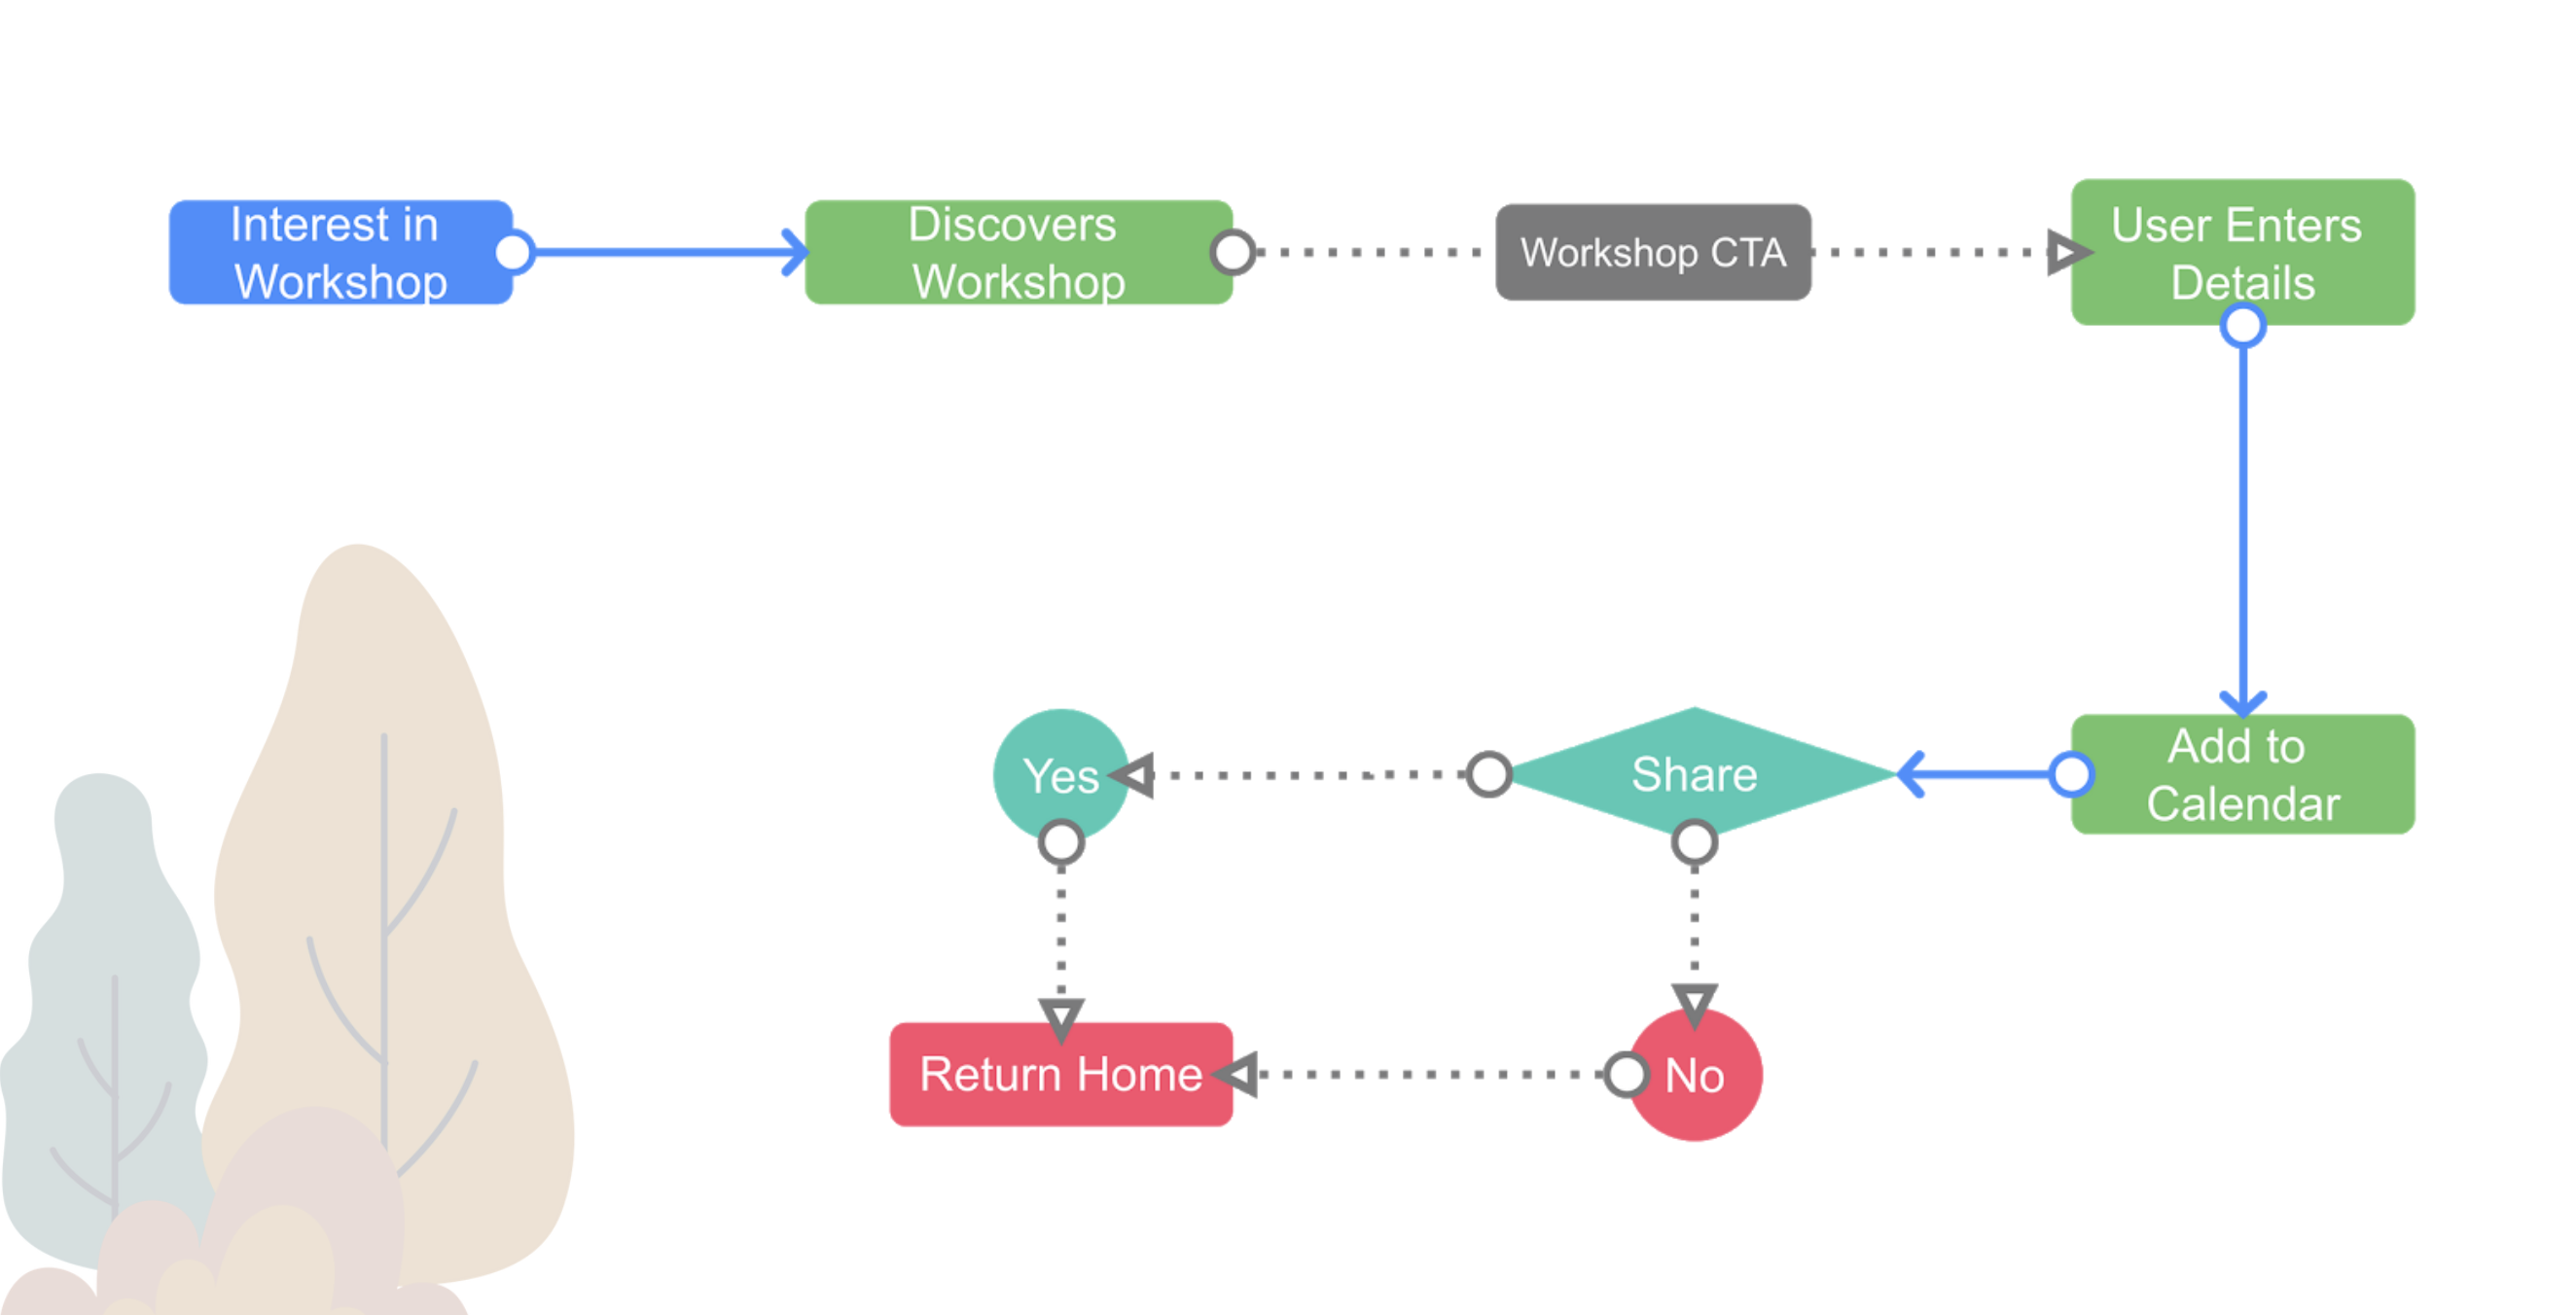 Interest in
Workshop
Discovers
Workshop
Workshop CTA
User Enters
Details
Add to
Calendar
Share
Yes
Return Home
No